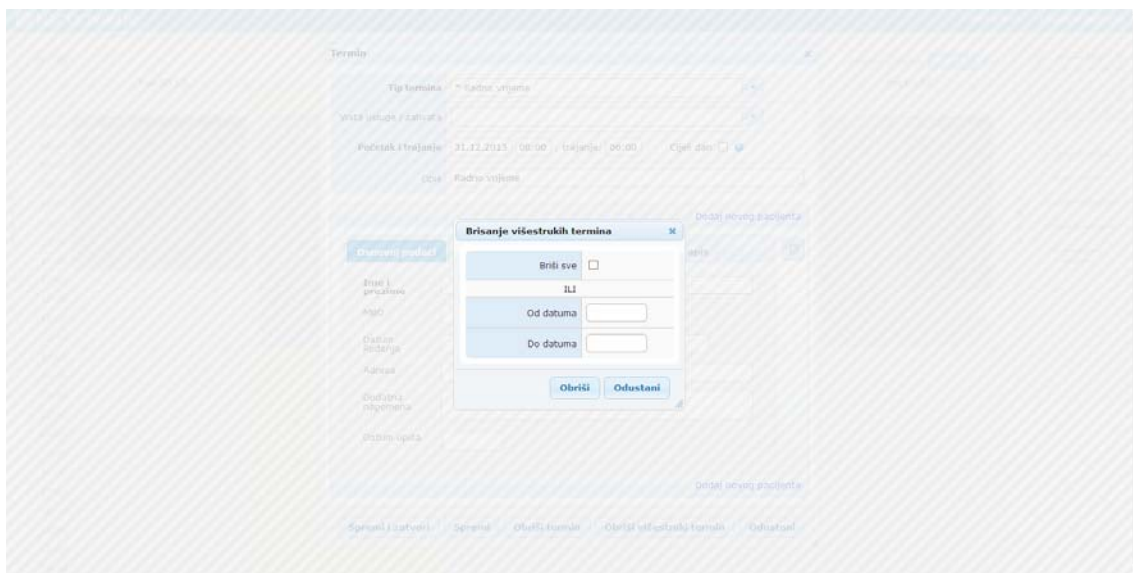 Termin
Tip termina * Radno vrijeme
Vrsta usluge / zahvata
Početak i trajanje 31.12.2015 00:00 trajanje: 00:00 Cijeli dan
Opis Radno vrijeme
Dodaj novog pacijenta
Brisanje višestrukih termina
Osnovni podaci
Briši sve
ILI
Ime i
prezime
Od datuma
MBO
Do datuma
Datum
Rođenja
Adresa
Obriši Odustani
Dodatna
napomena
Datum upita
Dodaj novog pacijenta
Spremi i zatvori Spremi Obriši termin Obriši višestruki termin Odustani